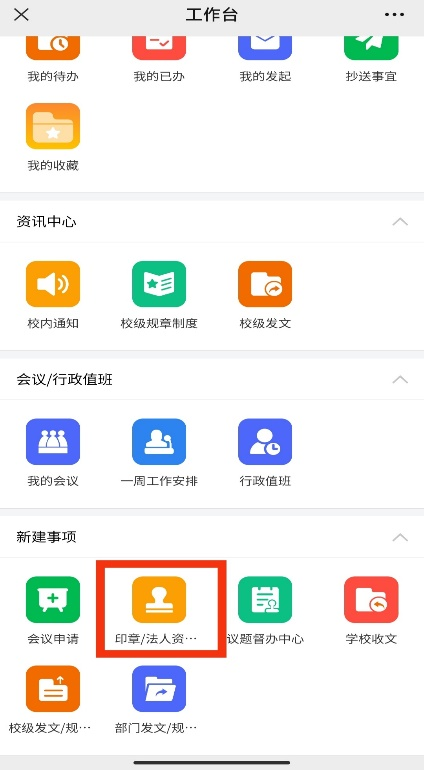 工作台
我的待办
我的已办
我的发起
抄送事宜
我的收藏
资讯中心
校内通知
校级规章制度
校级发文
会议/行政值班
我的会议
一周工作安排
行政值班
新建事项
会议申请
印章/法人资…
议题督办中心
学校收文
校级发文/规…
部门发文/规…